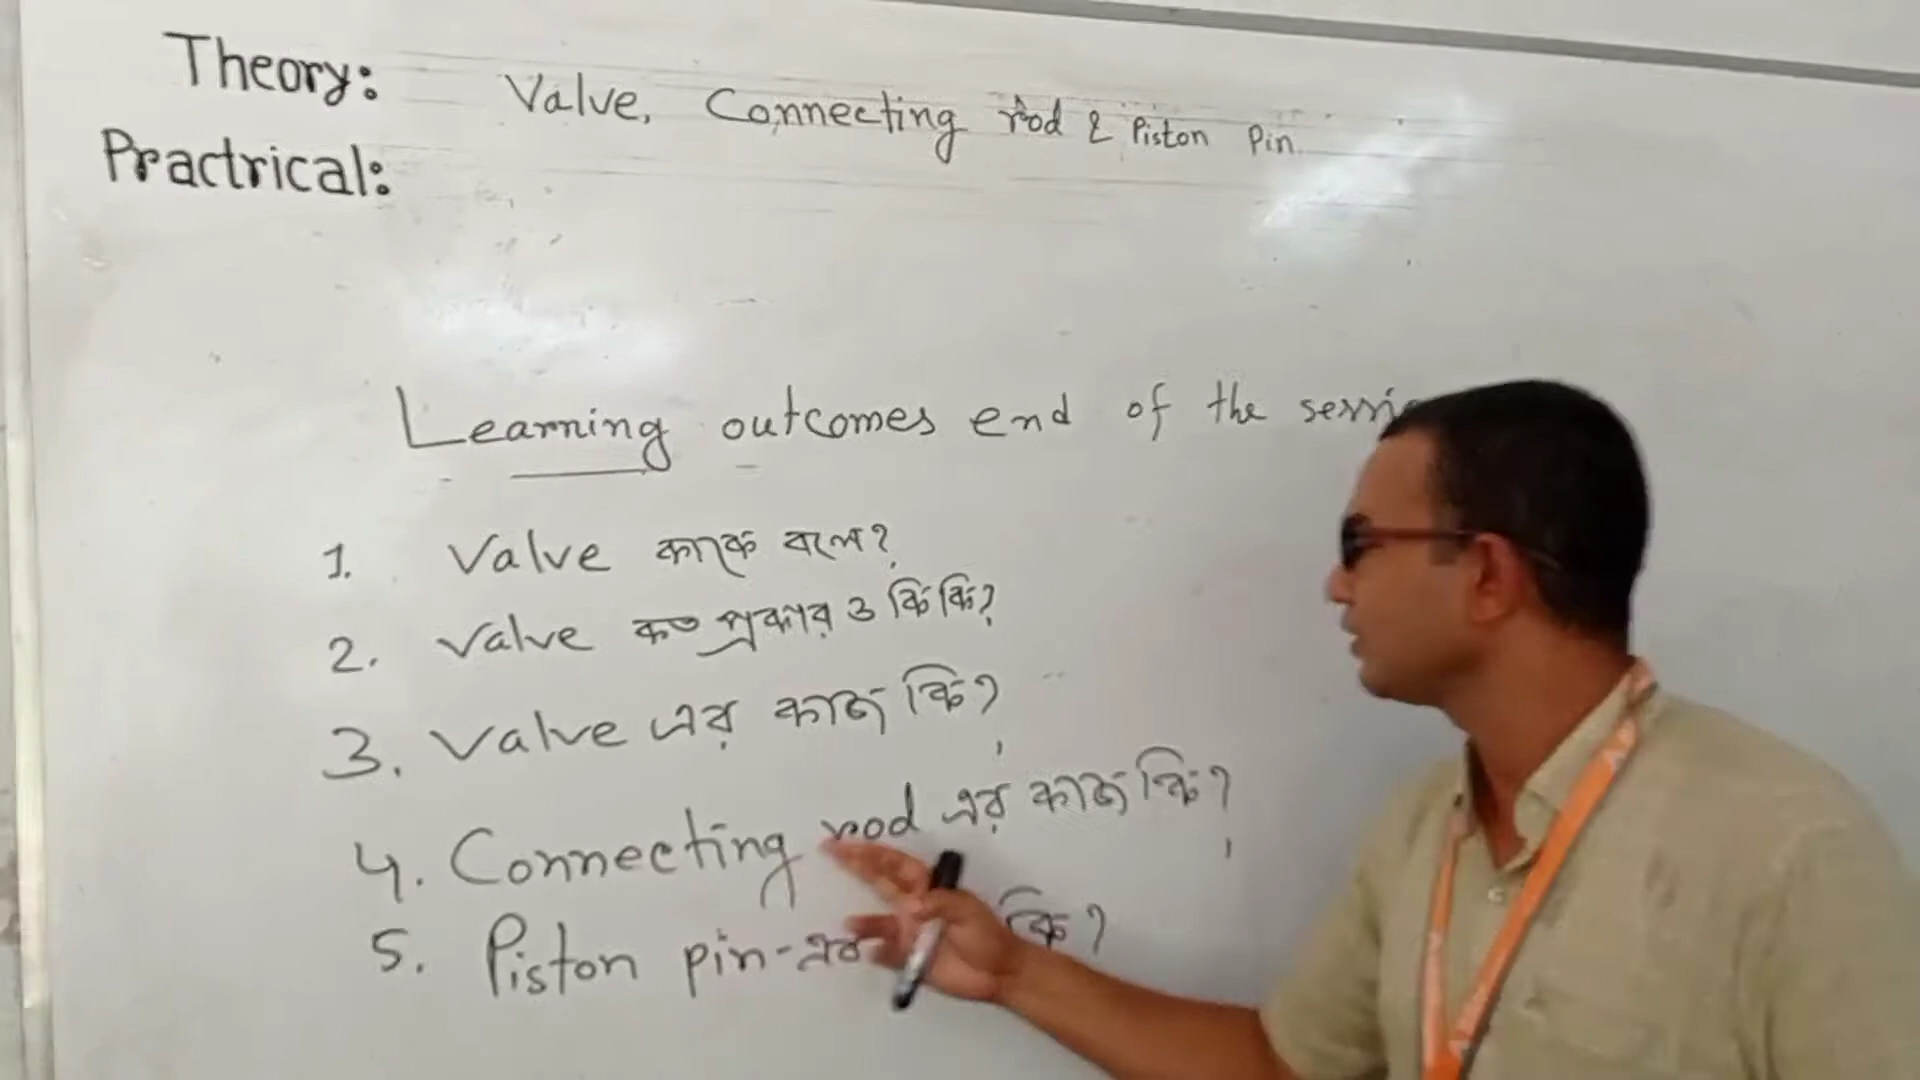 Theory: Valve, Connecting rod & Piston Pin
Practrical:
Learning outcomes end of the
1. Valve কাকে বলে?
2. Valve কত প্রকার ও কি কি?
3. Valve এর কাজ কি?
4. Connecting rod এর কাজ কি?
5. Piston pin-এর কি?